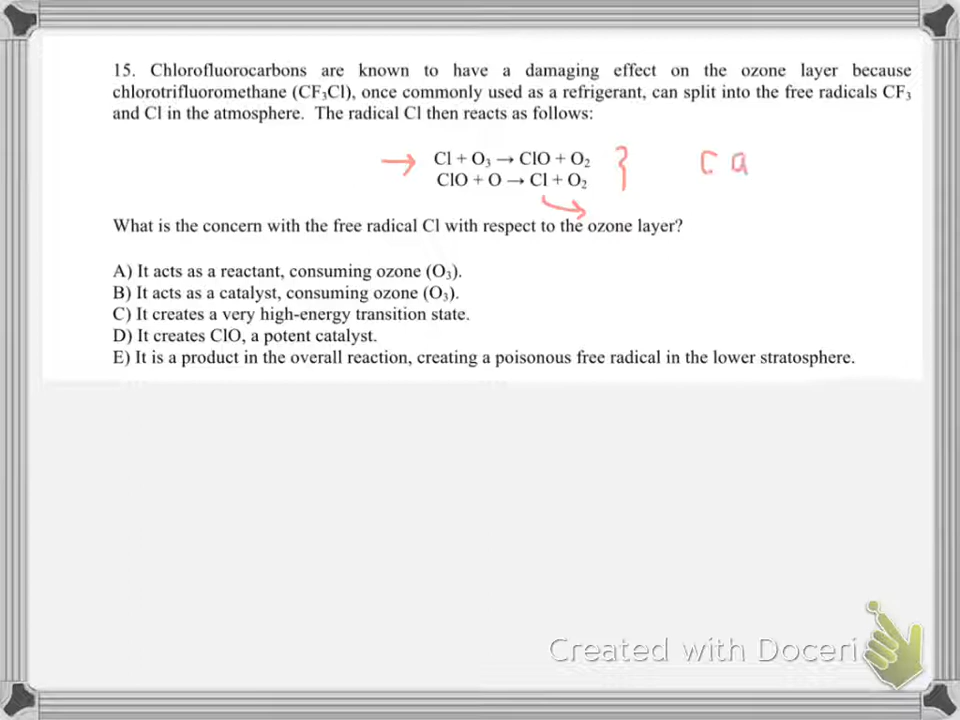 15. Chlorofluorocarbons are known to have a damaging effect on the ozone layer because
chlorotrifluoromethane (CF₃Cl), once commonly used as a refrigerant, can split into the free radicals CF₃
and Cl in the atmosphere. The radical Cl then reacts as follows:
→ Cl + O₃ → ClO + O₂ } ca
ClO + O → Cl + O₂
What is the concern with the free radical Cl with respect to the ozone layer?
A) It acts as a reactant, consuming ozone (O₃).
B) It acts as a catalyst, consuming ozone (O₃).
C) It creates a very high-energy transition state.
D) It creates ClO, a potent catalyst.
E) It is a product in the overall reaction, creating a poisonous free radical in the lower stratosphere.
Created with Doceri